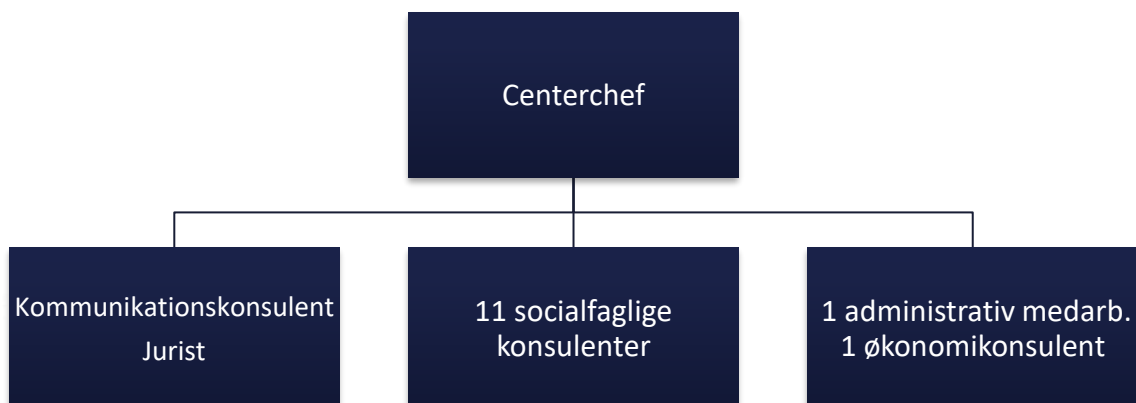 Centerchef
Kommunikationskonsulent
Jurist
11 socialfaglige
konsulenter
1 administrativ medarb.
1 økonomikonsulent